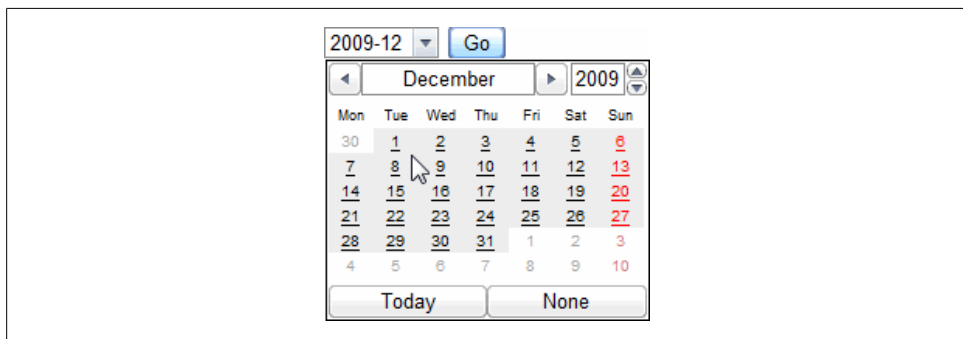 2009-12 Go
December 2009
Mon Tue Wed Thu Fri Sat Sun
30 1 2 3 4 5 6
7 8 9 10 11 12 13
14 15 16 17 18 19 20
21 22 23 24 25 26 27
28 29 30 31 1 2 3
4 5 6 7 8 9 10
Today None